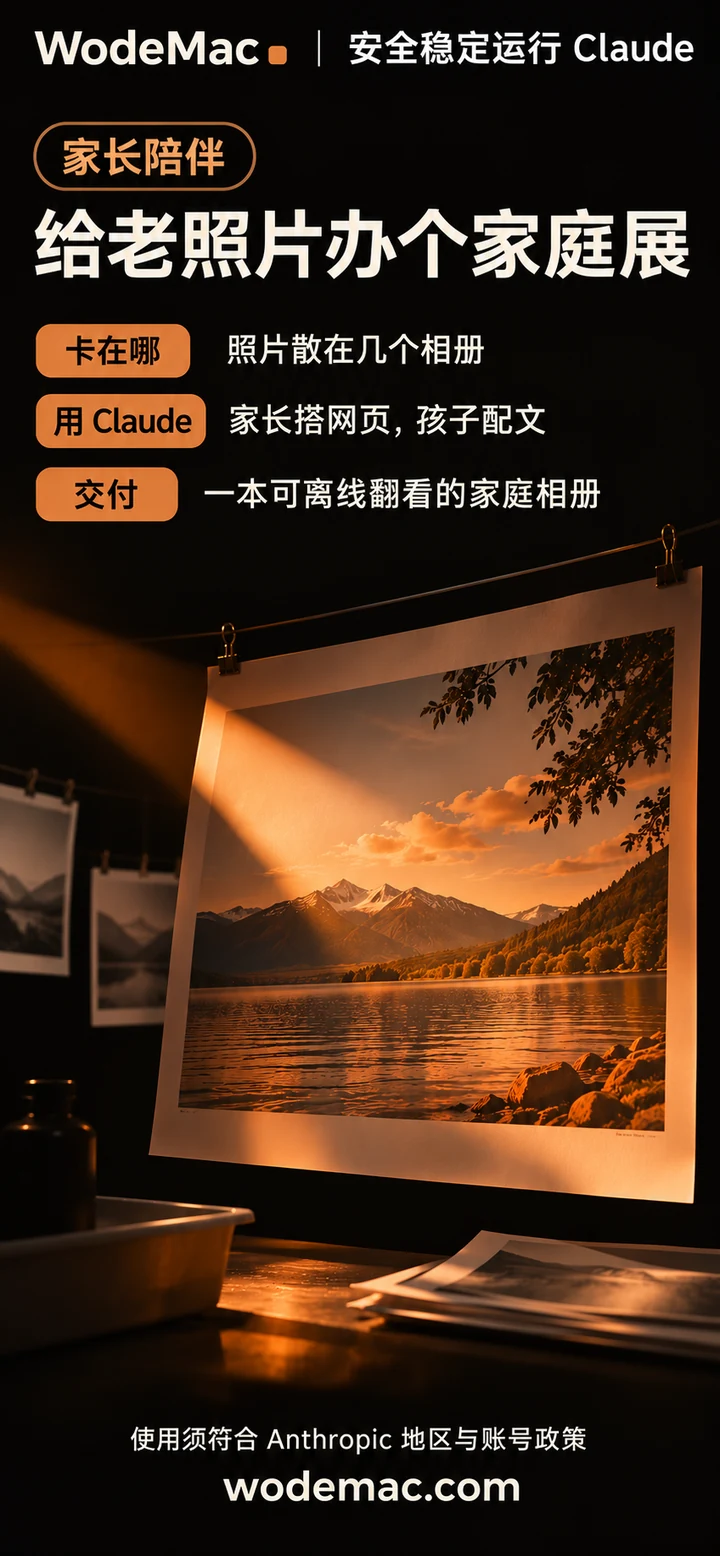 WodeMac | 安全稳定运行 Claude
家长陪伴
给老照片办个家庭展
卡在哪 照片散在几个相册
用 Claude 家长搭网页，孩子配文
交付 一本可离线翻看的家庭相册
使用须符合 Anthropic 地区与账号政策
wodemac.com